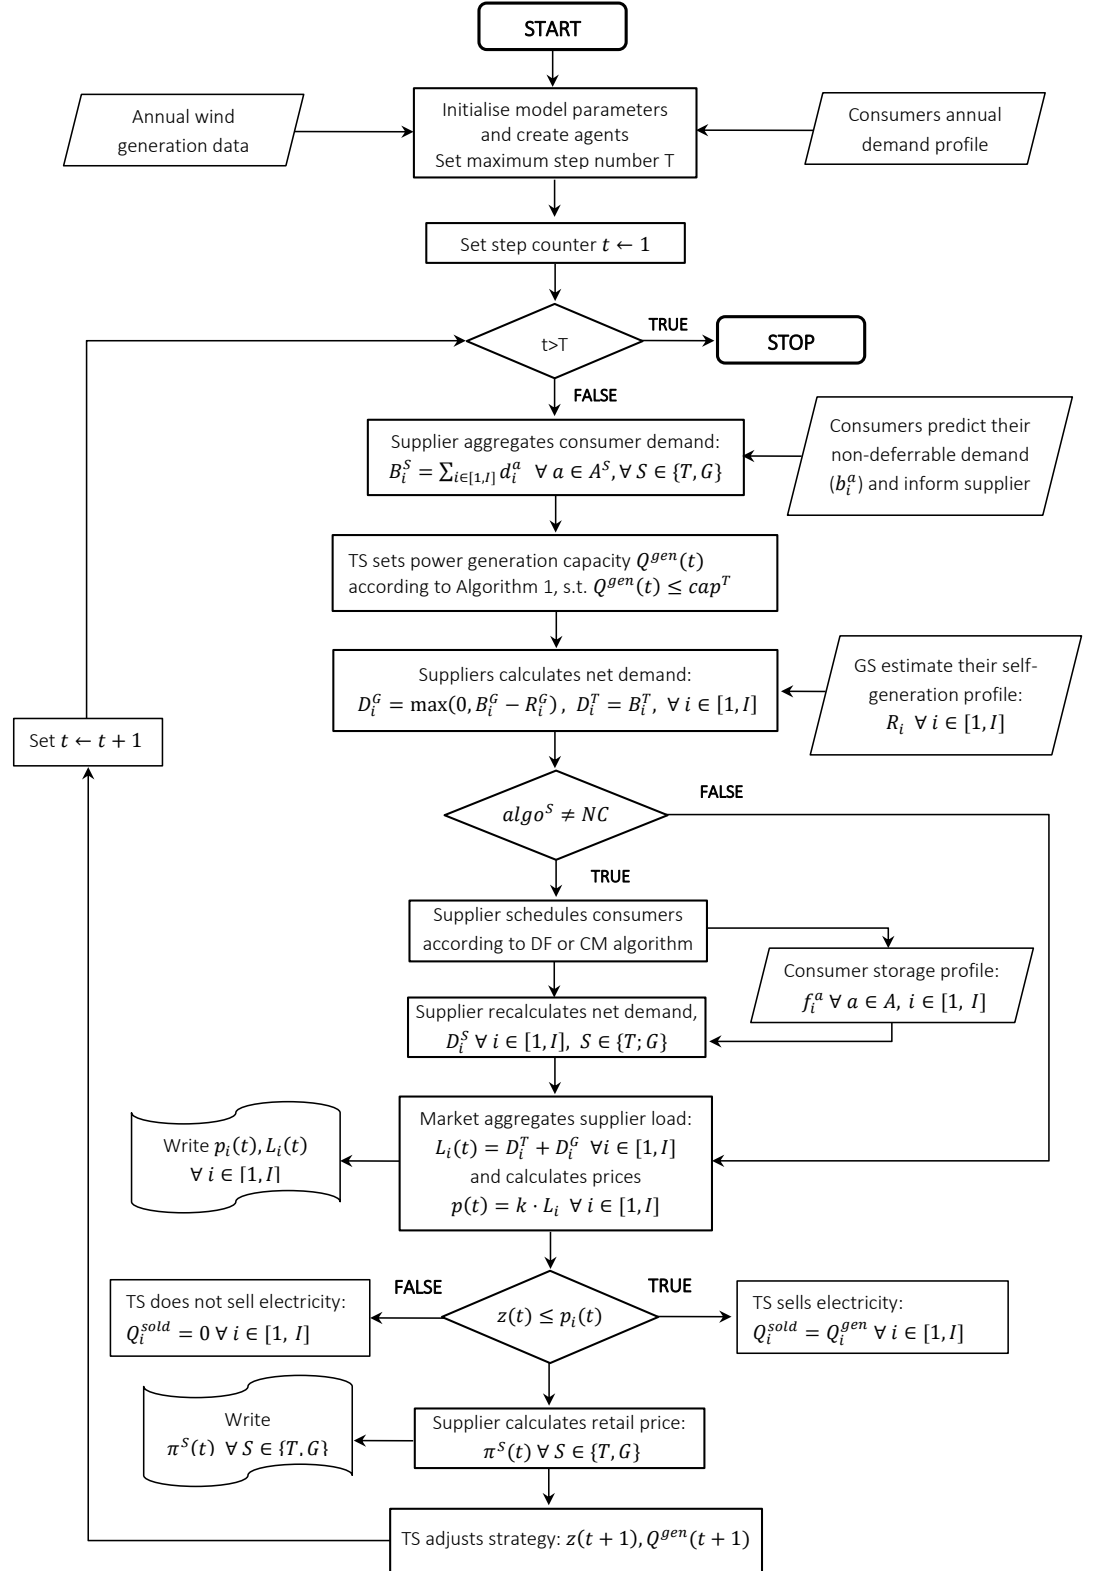 START
Annual wind
generation data
Initialise model parameters
and create agents
Set maximum step number T
Consumers annual
demand profile
Set step counter t ← 1
t>T
TRUE
STOP
FALSE
Supplier aggregates consumer demand:
B_i^S = ∑_{i∈[1,I]} d_i^a ∀ a ∈ A^S, ∀ S ∈ {T, G}
Consumers predict their
non-deferrable demand
(b_i^a) and inform supplier
TS sets power generation capacity Q^{gen}(t)
according to Algorithm 1, s.t. Q^{gen}(t) ≤ cap^T
Suppliers calculates net demand:
D_i^G = max(0, B_i^G − R_i^G), D_i^T = B_i^T, ∀ i ∈ [1, I]
GS estimate their self-
generation profile:
R_i ∀ i ∈ [1, I]
Set t ← t + 1
algo^S ≠ NC
FALSE
TRUE
Supplier schedules consumers
according to DF or CM algorithm
Consumer storage profile:
f_i^a ∀ a ∈ A, i ∈ [1, I]
Supplier recalculates net demand,
D_i^S ∀ i ∈ [1, I], S ∈ {T; G}
Market aggregates supplier load:
L_i(t) = D_i^T + D_i^G ∀i ∈ [1, I]
and calculates prices
p(t) = k · L_i ∀ i ∈ [1, I]
Write p_i(t), L_i(t)
∀ i ∈ [1, I]
FALSE
z(t) ≤ p_i(t)
TRUE
TS does not sell electricity:
Q_i^{sold} = 0 ∀ i ∈ [1, I]
TS sells electricity:
Q_i^{sold} = Q_i^{gen} ∀ i ∈ [1, I]
Write
π^S(t) ∀ S ∈ {T, G}
Supplier calculates retail price:
π^S(t) ∀ S ∈ {T, G}
TS adjusts strategy: z(t + 1), Q^{gen}(t + 1)